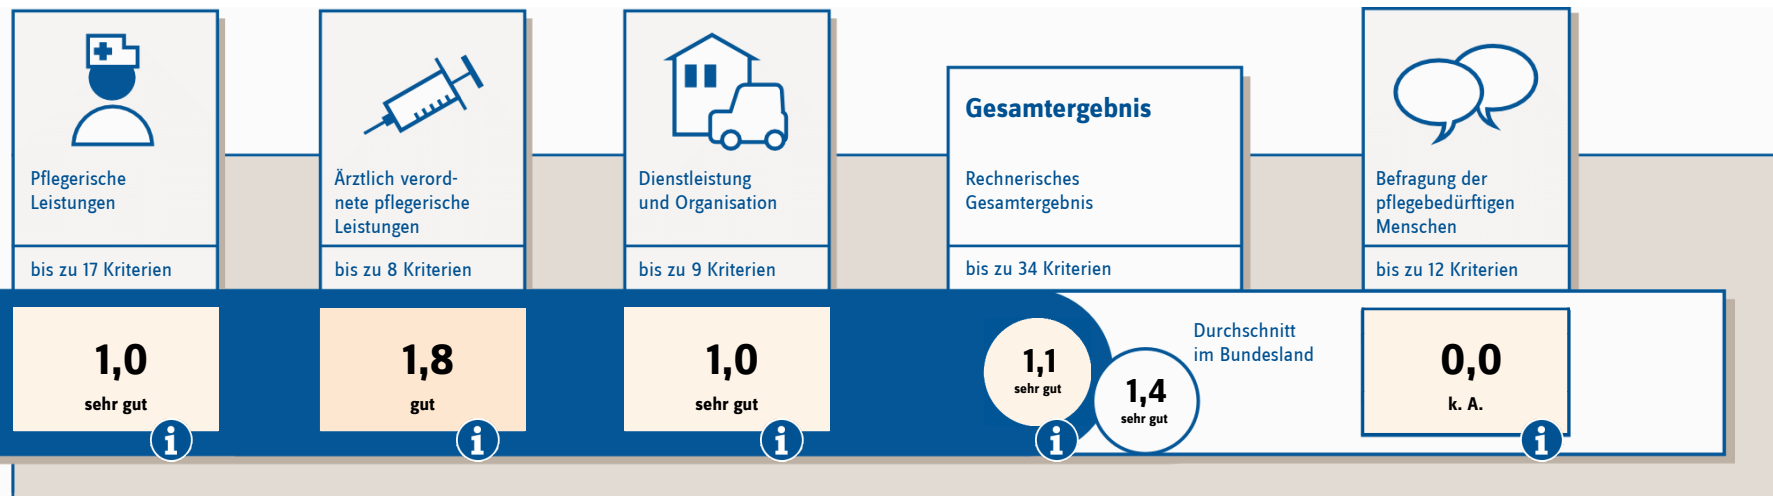 Pflegerische
Leistungen
bis zu 17 Kriterien
1,0
sehr gut
i
Ärztlich verord-
nete pflegerische
Leistungen
bis zu 8 Kriterien
1,8
gut
i
Dienstleistung
und Organisation
bis zu 9 Kriterien
1,0
sehr gut
i
Gesamtergebnis
Rechnerisches
Gesamtergebnis
bis zu 34 Kriterien
1,1
sehr gut
i
1,4
sehr gut
Durchschnitt
im Bundesland
Befragung der
pflegebedürftigen
Menschen
bis zu 12 Kriterien
0,0
k. A.
i